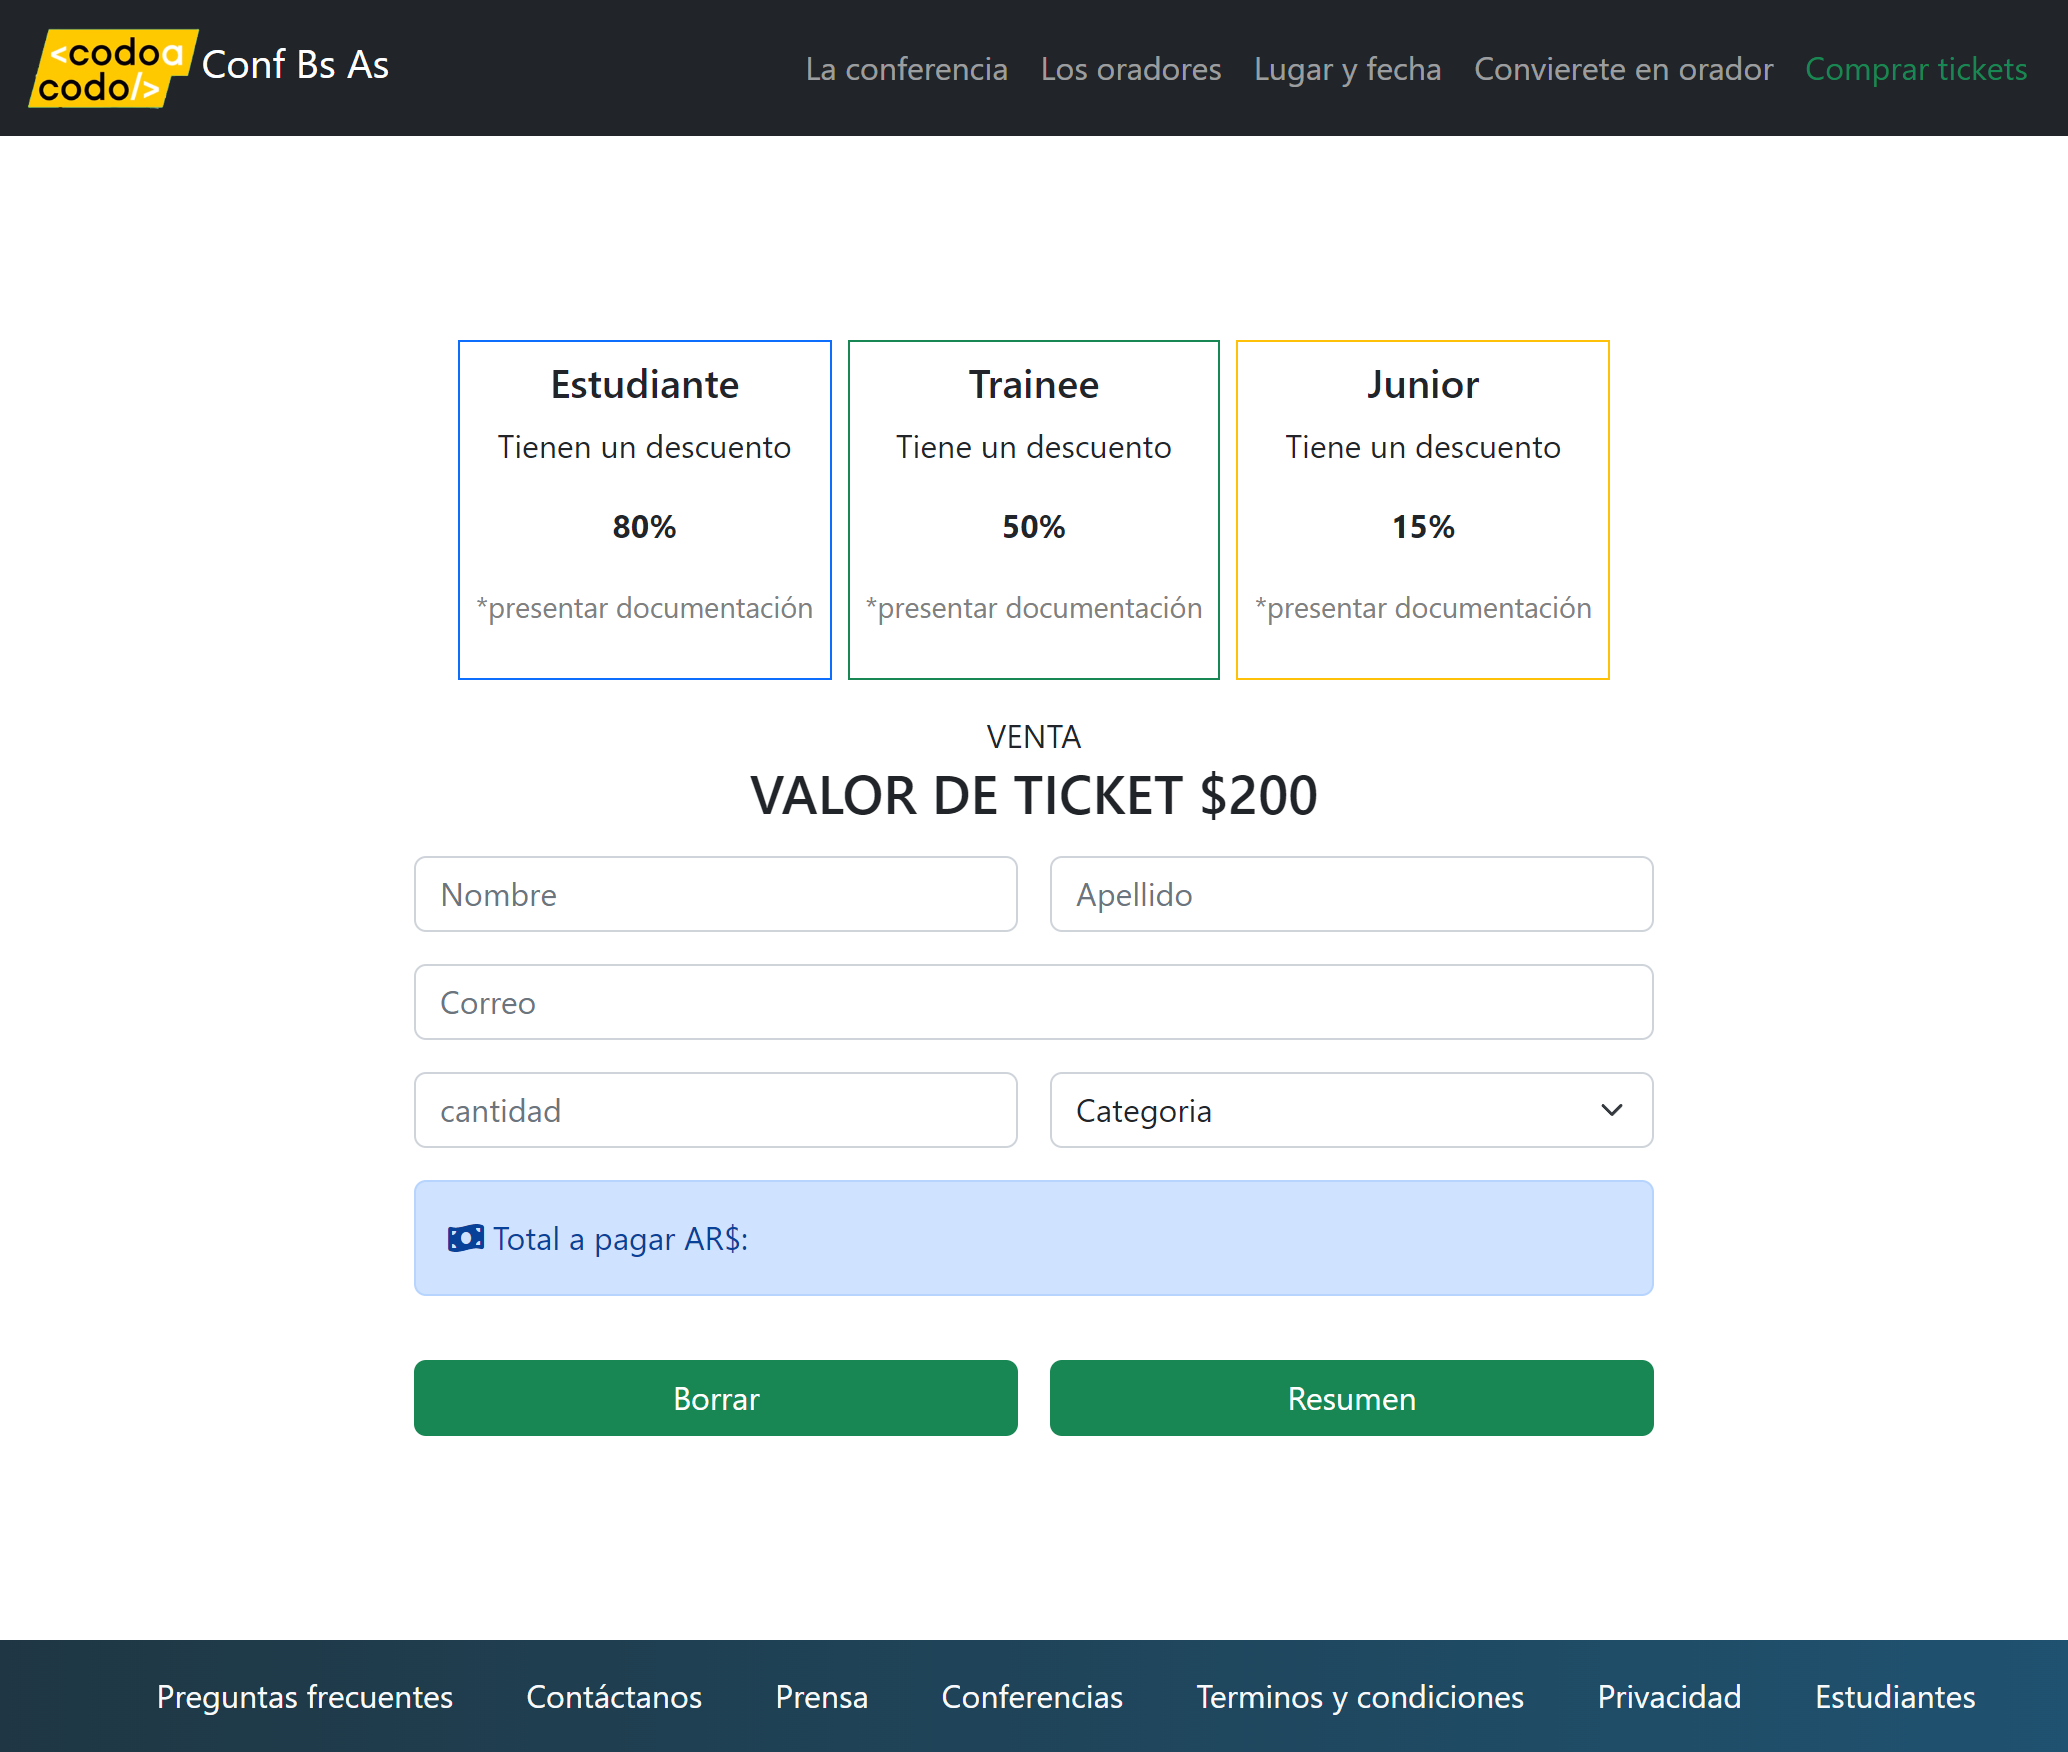 <codoa
codo/>
Conf Bs As
La conferencia
Los oradores
Lugar y fecha
Convierete en orador
Comprar tickets
Estudiante
Tienen un descuento
80%
*presentar documentación
Trainee
Tiene un descuento
50%
*presentar documentación
Junior
Tiene un descuento
15%
*presentar documentación
VENTA
VALOR DE TICKET $200
Nombre
Apellido
Correo
cantidad
Categoria
Total a pagar AR$:
Borrar
Resumen
Preguntas frecuentes
Contáctanos
Prensa
Conferencias
Terminos y condiciones
Privacidad
Estudiantes